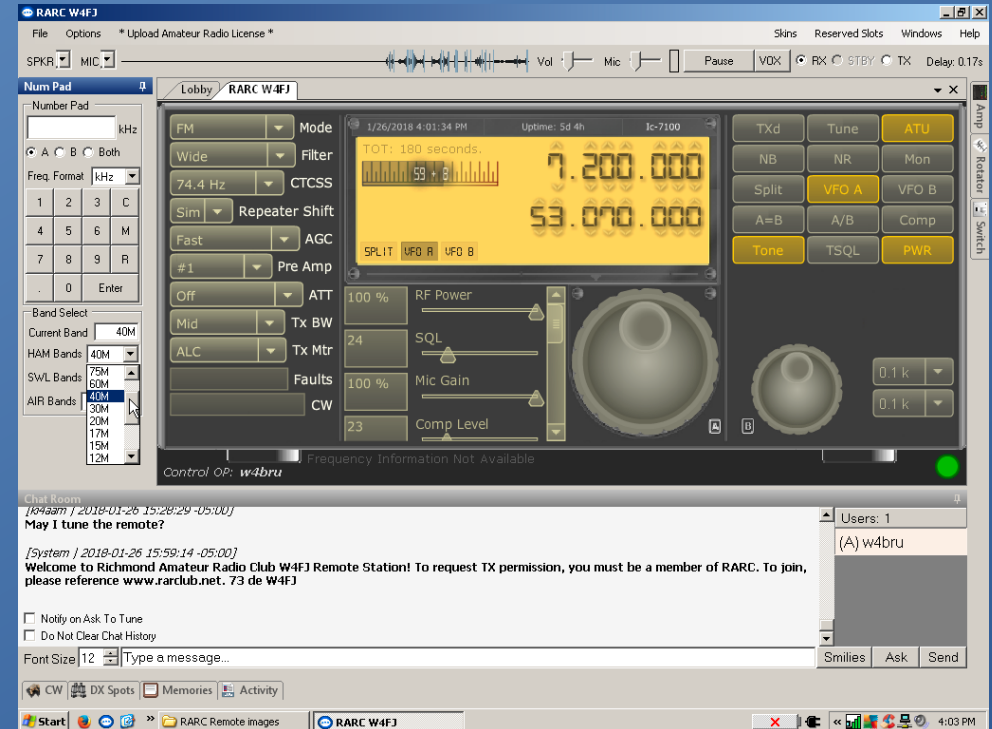 RARC W4FJ
File Options * Upload Amateur Radio License * Skins Reserved Slots Windows Help
SPKR MIC Vol Mic Pause VOX RX STBY TX Delay: 0.17s
Num Pad
Number Pad
kHz
A B Both
Freq. Format kHz
1 2 3 C
4 5 6 M
7 8 9 R
. 0 Enter
Band Select
Current Band 40M
HAM Bands 40M
SWL Bands
AIR Bands
75M
60M
40M
30M
20M
17M
15M
12M
Lobby RARC W4FJ
FM Mode
Wide Filter
74.4 Hz CTCSS
Sim Repeater Shift
Fast AGC
#1 Pre Amp
Off ATT
Mid Tx BW
ALC Tx Mtr
Faults
CW
1/26/2018 4:01:34 PM Uptime: 5d 4h Ic-7100
TOT: 180 seconds.
S9 + 8
7.200.000
53.070.000
SPLIT VFO A VFO B
100 % RF Power
24 SQL
100 % Mic Gain
23 Comp Level
A B
TXd Tune ATU
NB NR Mon
Split VFO A VFO B
A=B A/B Comp
Tone TSQL PWR
0.1 k
0.1 k
Amp
Rotator
Switch
Frequency Information Not Available
Control OP: w4bru
Chat Room
[ki4aam / 2018-01-26 15:28:29 -05:00]
May I tune the remote?
[System / 2018-01-26 15:59:14 -05:00]
Welcome to Richmond Amateur Radio Club W4FJ Remote Station! To request TX permission, you must be a member of RARC. To join,
please reference www.rarclub.net. 73 de W4FJ
Users: 1
(A) w4bru
Notify on Ask To Tune
Do Not Clear Chat History
Font Size 12 Type a message... Smilies Ask Send
CW DX Spots Memories Activity
Start RARC Remote images RARC W4FJ 4:03 PM